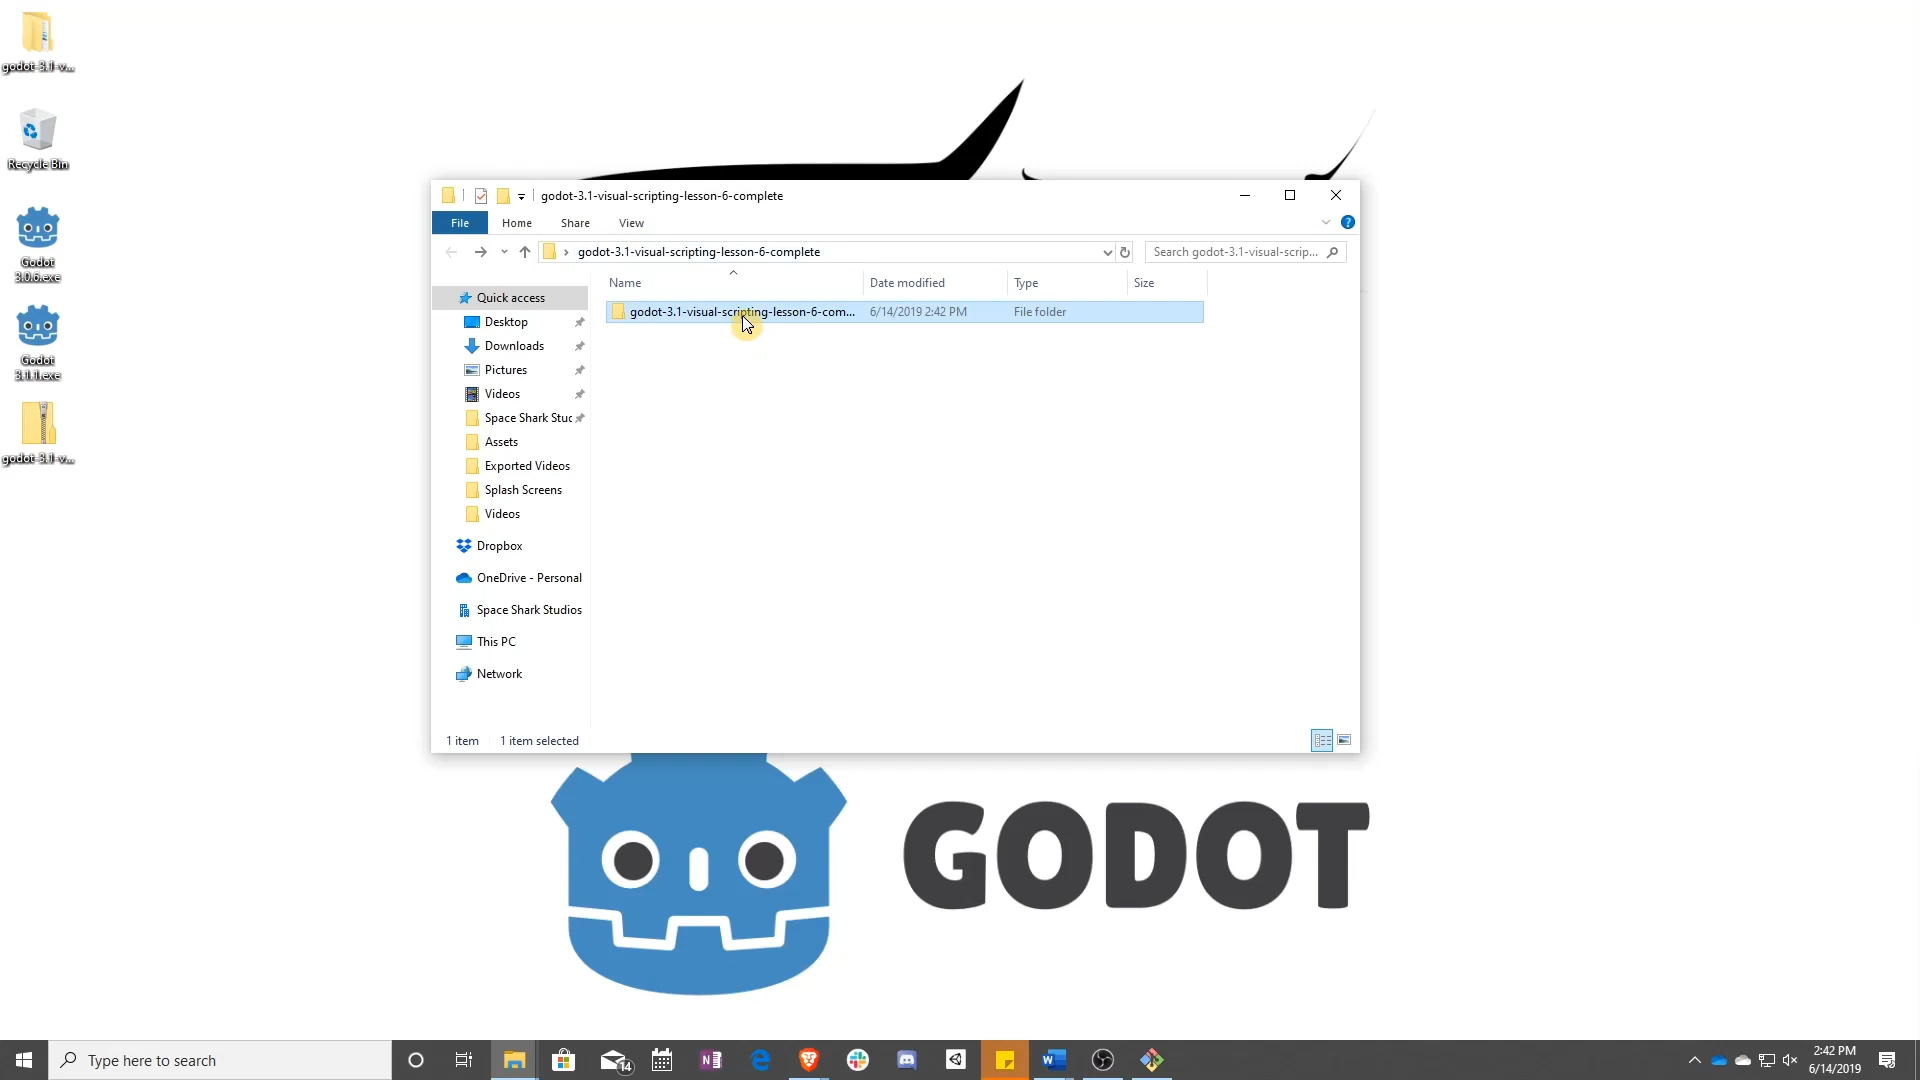 godot-3.1-v...
Recycle Bin
Godot
3.0.6.exe
Godot
3.1.1.exe
godot-3.1-v...
godot-3.1-visual-scripting-lesson-6-complete
File
Home
Share
View
godot-3.1-visual-scripting-lesson-6-complete
Search godot-3.1-visual-scrip...
Name
Date modified
Type
Size
godot-3.1-visual-scripting-lesson-6-com...
6/14/2019 2:42 PM
File folder
Quick access
Desktop
Downloads
Pictures
Videos
Space Shark Stuc
Assets
Exported Videos
Splash Screens
Videos
Dropbox
OneDrive - Personal
Space Shark Studios
This PC
Network
1 item
1 item selected
GODOT
Type here to search
14
2:42 PM
6/14/2019